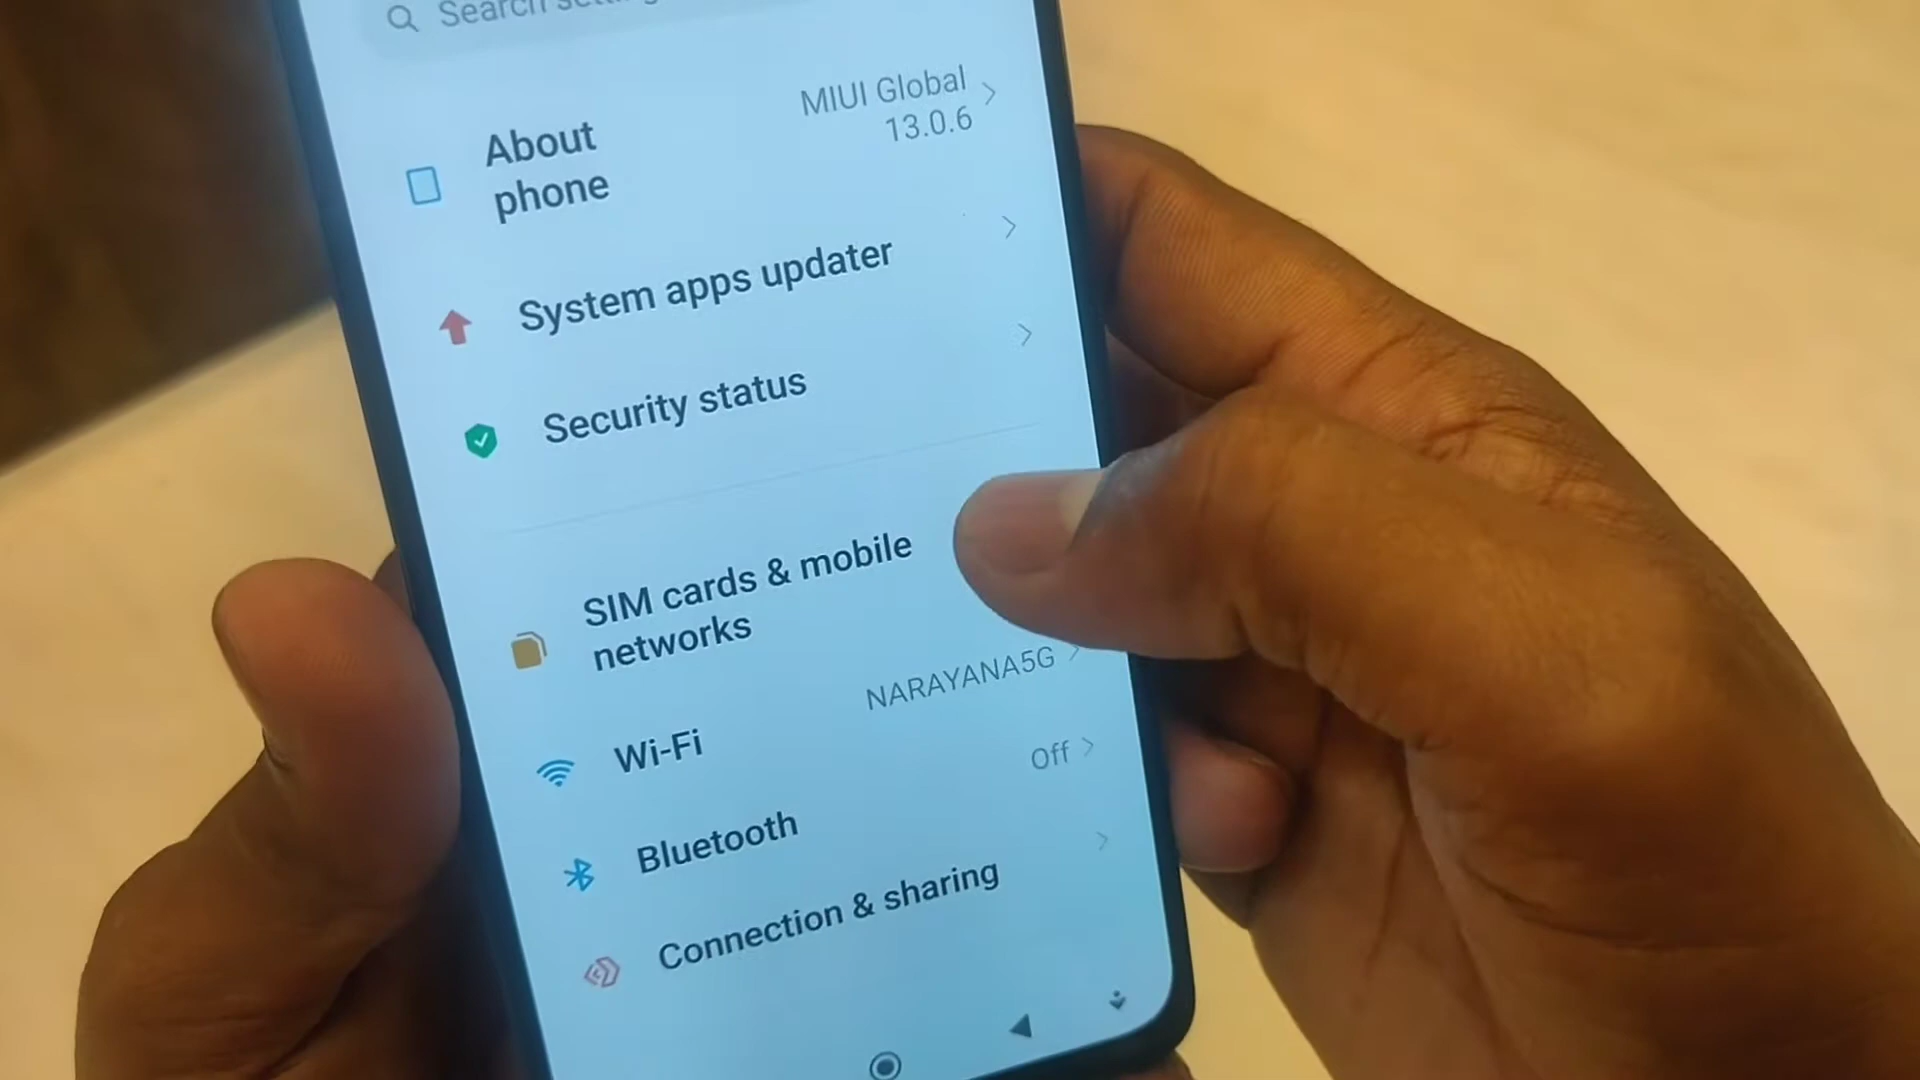 Search
About
phone
MIUI Global
13.0.6
System apps updater
Security status
SIM cards & mobile
networks
Wi-Fi
NARAYANA5G
Bluetooth
Off
Connection & sharing